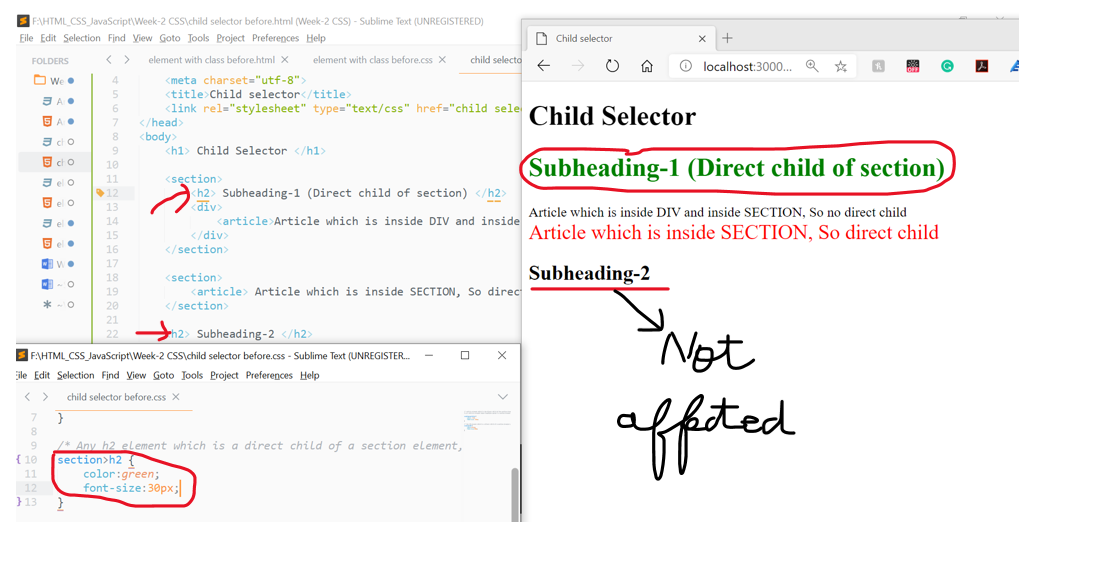 F:\HTML_CSS_JavaScript\Week-2 CSS\child selector before.html (Week-2 CSS) - Sublime Text (UNREGISTERED)
File Edit Selection Find View Goto Tools Project Preferences Help
FOLDERS
We
element with class before.html
element with class before.css
child selecto
4 <meta charset="utf-8">
5 <title>Child selector</title>
6 <link rel="stylesheet" type="text/css" href="child sele
7 </head>
8 <body>
9 <h1> Child Selector </h1>
10
11 <section>
12 <h2> Subheading-1 (Direct child of section) </h2>
13 <div>
14 <article>Article which is inside DIV and inside
15 </div>
16 </section>
17
18 <section>
19 <article> Article which is inside SECTION, So direc
20 </section>
21
22 h2> Subheading-2 </h2>
F:\HTML_CSS_JavaScript\Week-2 CSS\child selector before.css - Sublime Text (UNREGISTER...
File Edit Selection Find View Goto Tools Project Preferences Help
child selector before.css
7 }
8
9 /* Any h2 element which is a direct child of a section element,
10 section>h2 {
11 color:green;
12 font-size:30px;
13 }
Child selector
localhost:3000...
OFF
Child Selector
Subheading-1 (Direct child of section)
Article which is inside DIV and inside SECTION, So no direct child
Article which is inside SECTION, So direct child
Subheading-2
Not
affected